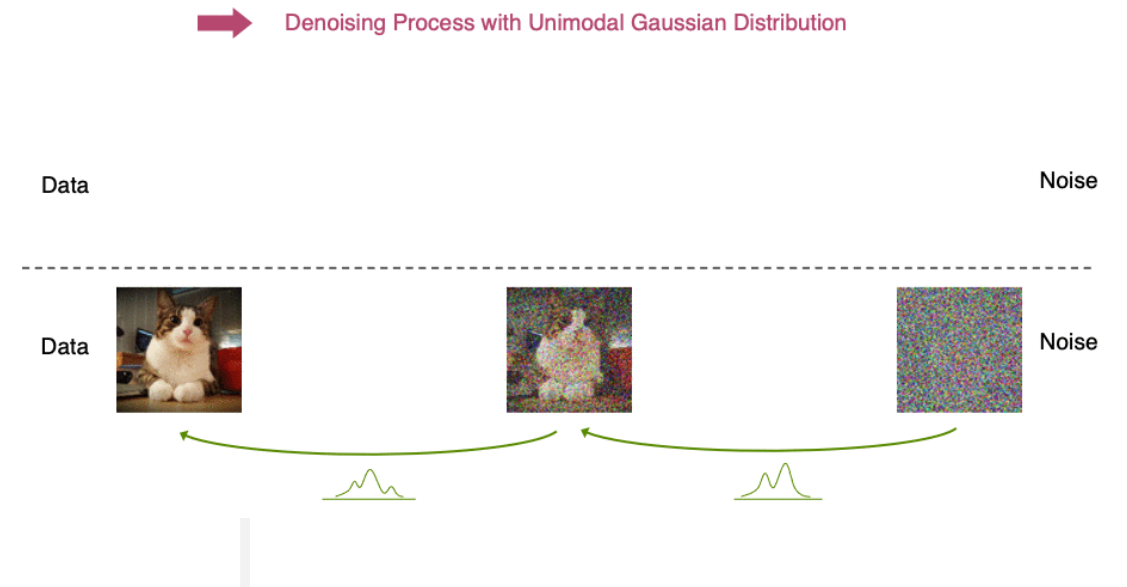 Denoising Process with Unimodal Gaussian Distribution
Data
Noise
Data
Noise